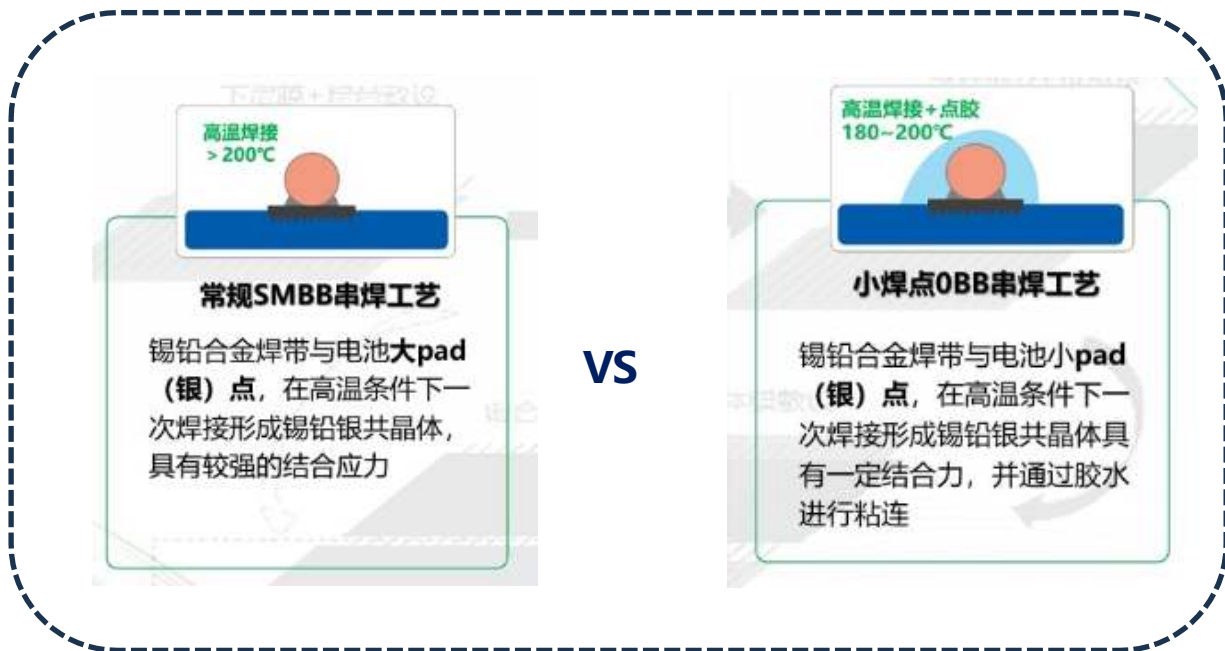 高温焊接
＞200℃
常规SMBB串焊工艺
锡铅合金焊带与电池大pad
（银）点，在高温条件下一
次焊接形成锡铅银共晶体，
具有较强的结合应力
VS
高温焊接+点胶
180~200℃
小焊点0BB串焊工艺
锡铅合金焊带与电池小pad
（银）点，在高温条件下一
次焊接形成锡铅银共晶体具
有一定结合力，并通过胶水
进行粘连